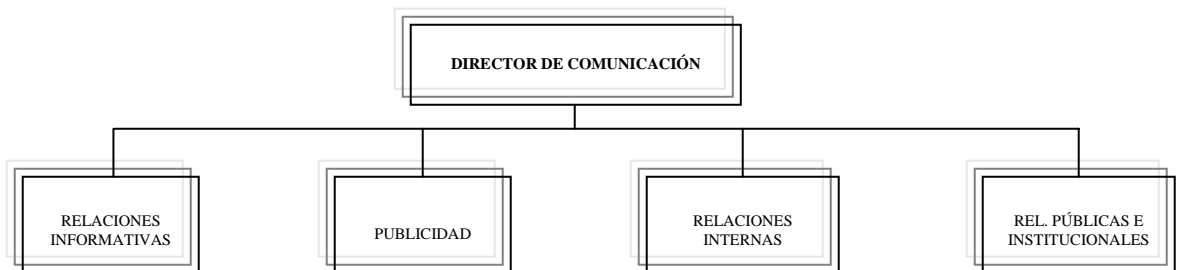 DIRECTOR DE COMUNICACIÓN
RELACIONES
INFORMATIVAS
PUBLICIDAD
RELACIONES
INTERNAS
REL. PÚBLICAS E
INSTITUCIONALES